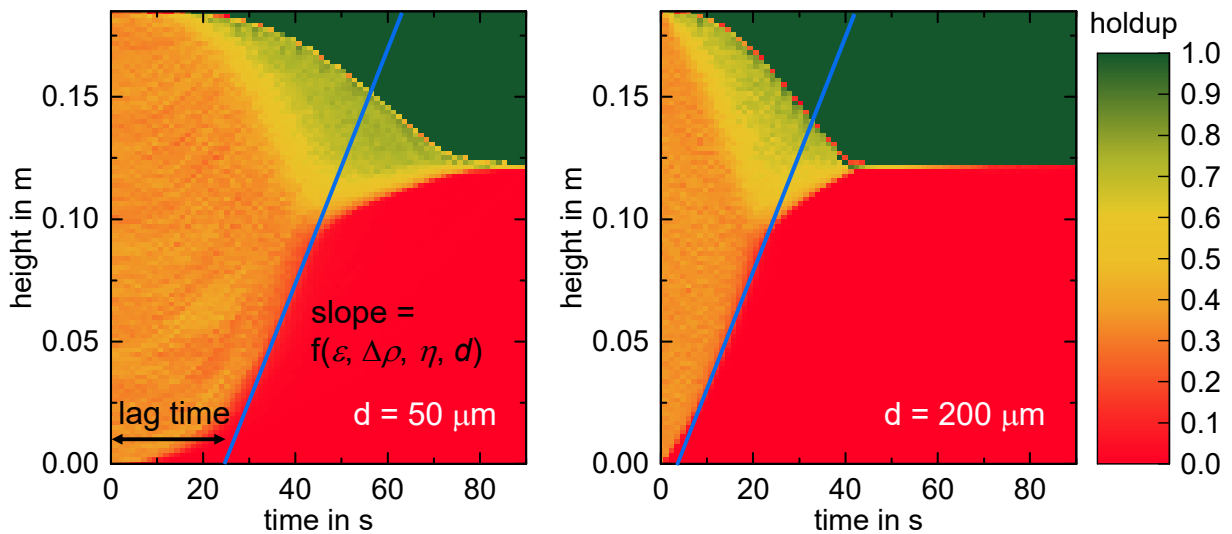 holdup
0.15
0.10
0.05
0.00
height in m
slope =
f(ε, Δρ, η, d)
lag time
d = 50 μm
0 20 40 60 80
time in s
0.15
0.10
0.05
0.00
height in m
d = 200 μm
0 20 40 60 80
time in s
1.0
0.9
0.8
0.7
0.6
0.5
0.4
0.3
0.2
0.1
0.0